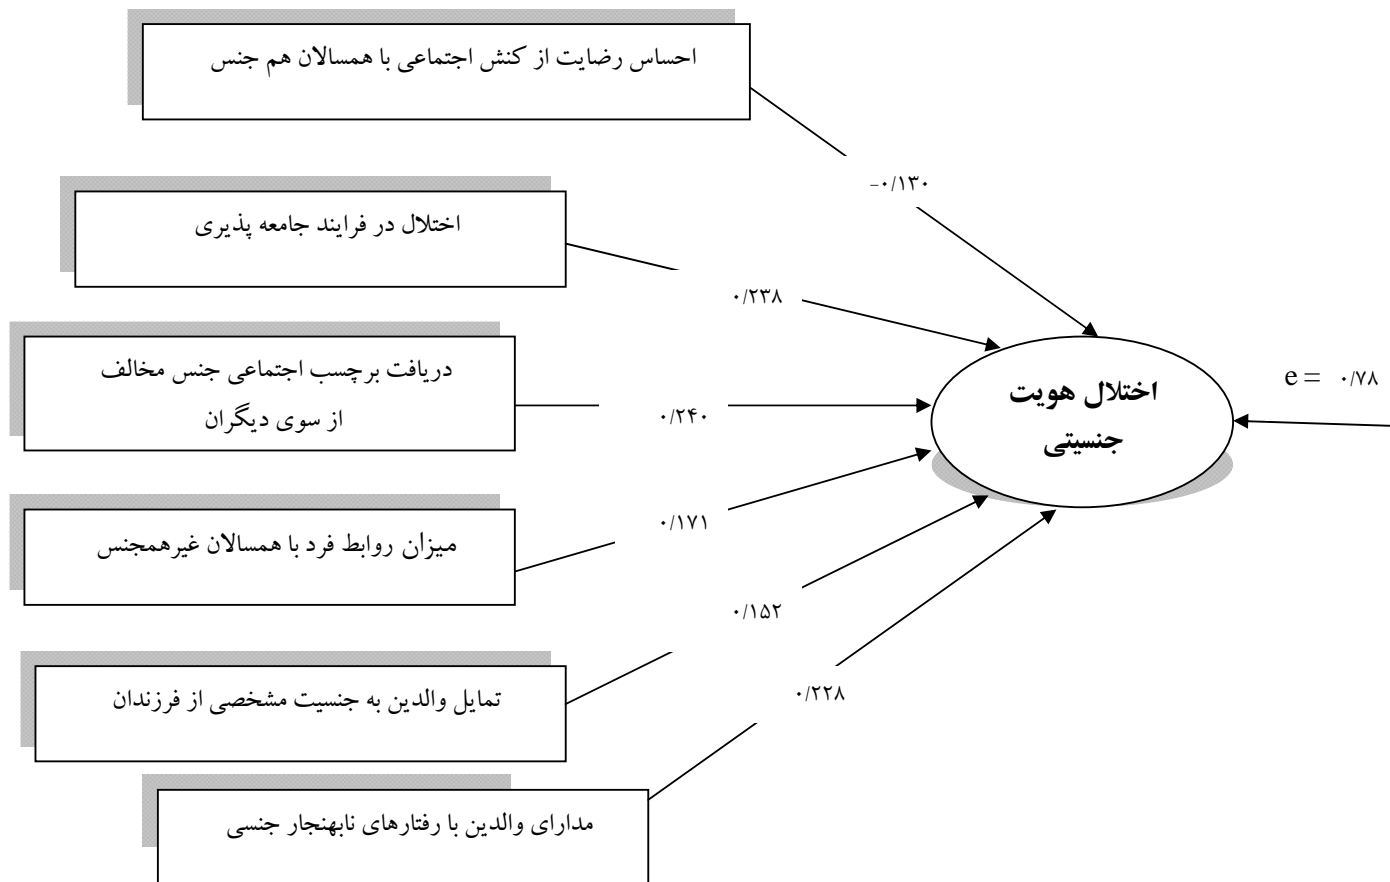 احساس رضایت از کنش اجتماعی با همسالان هم جنس
-۰/۱۳۰
اختلال در فرایند جامعه پذیری
۰/۲۳۸
دریافت برچسب اجتماعی جنس مخالف
از سوی دیگران
۰/۲۴۰
اختلال هویت
جنسیتی
e = ۰/۷۸
میزان روابط فرد با همسالان غیرهمجنس
۰/۱۷۱
تمایل والدین به جنسیت مشخصی از فرزندان
۰/۱۵۲
مدارای والدین با رفتارهای نابهنجار جنسی
۰/۲۲۸